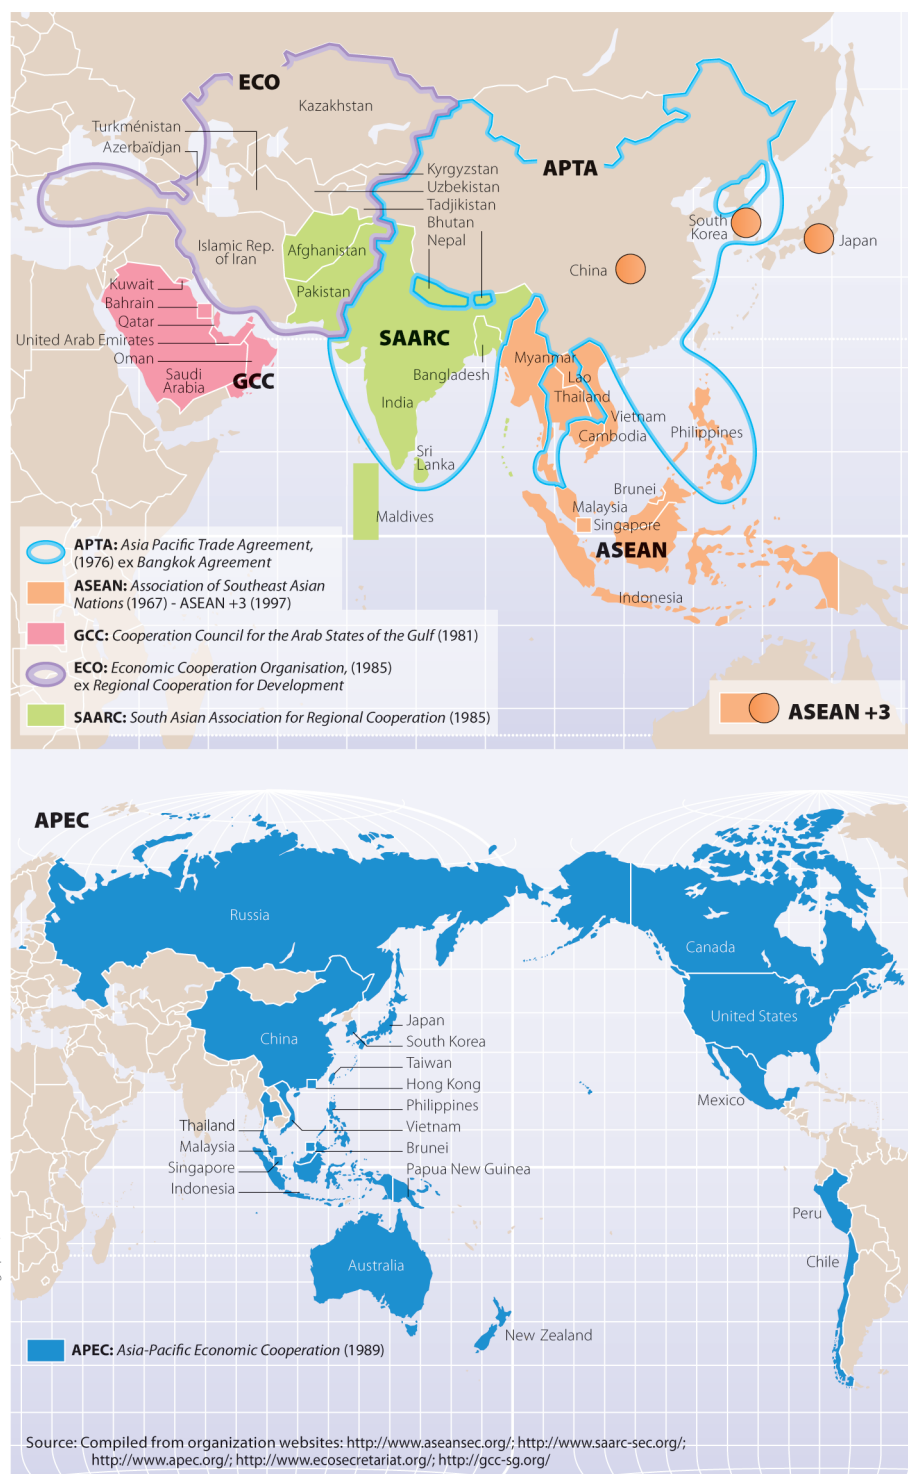 ECO
Kazakhstan
Turkménistan
Azerbaïdjan
APTA
Kyrgyzstan
Uzbekistan
Tadjikistan
Bhutan
Nepal
South
Korea
Japan
China
Islamic Rep.
of Iran
Afghanistan
Pakistan
Kuwait
Bahrain
Qatar
United Arab Emirates
Oman
Saudi
Arabia
GCC
SAARC
Bangladesh
India
Sri
Lanka
Maldives
Myanmar
Lao
Thailand
Vietnam
Cambodia
Philippines
Brunei
Malaysia
Singapore
ASEAN
Indonesia
APTA: Asia Pacific Trade Agreement,
(1976) ex Bangkok Agreement
ASEAN: Association of Southeast Asian
Nations (1967) - ASEAN +3 (1997)
GCC: Cooperation Council for the Arab States of the Gulf (1981)
ECO: Economic Cooperation Organisation, (1985)
ex Regional Cooperation for Development
SAARC: South Asian Association for Regional Cooperation (1985)
ASEAN +3
APEC
Russia
Canada
United States
China
Japan
South Korea
Taiwan
Hong Kong
Philippines
Vietnam
Brunei
Papua New Guinea
Thailand
Malaysia
Singapore
Indonesia
Mexico
Peru
Chile
Australia
New Zealand
APEC: Asia-Pacific Economic Cooperation (1989)
Source: Compiled from organization websites: http://www.aseansec.org/; http://www.saarc-sec.org/;
http://www.apec.org/; http://www.ecosecretariat.org/; http://gcc-sg.org/